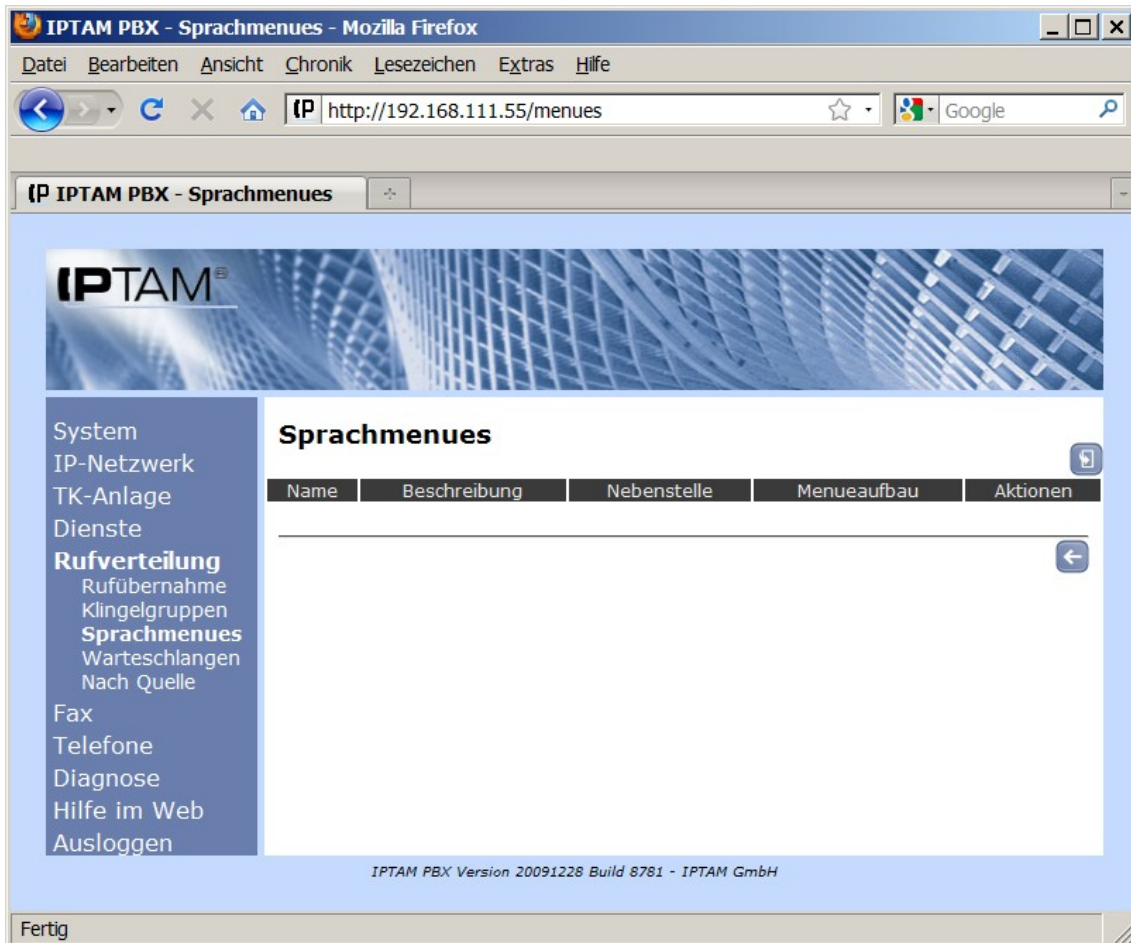 IPTAM PBX - Sprachmenues - Mozilla Firefox
Datei Bearbeiten Ansicht Chronik Lesezeichen Extras Hilfe
http://192.168.111.55/menues Google
IPTAM PBX - Sprachmenues
IPTAM®
System
IP-Netzwerk
TK-Anlage
Dienste
Rufverteilung
Rufübernahme
Klingelgruppen
Sprachmenues
Warteschlangen
Nach Quelle
Fax
Telefone
Diagnose
Hilfe im Web
Ausloggen
Sprachmenues
Name Beschreibung Nebenstelle Menueaufbau Aktionen
IPTAM PBX Version 20091228 Build 8781 - IPTAM GmbH
Fertig